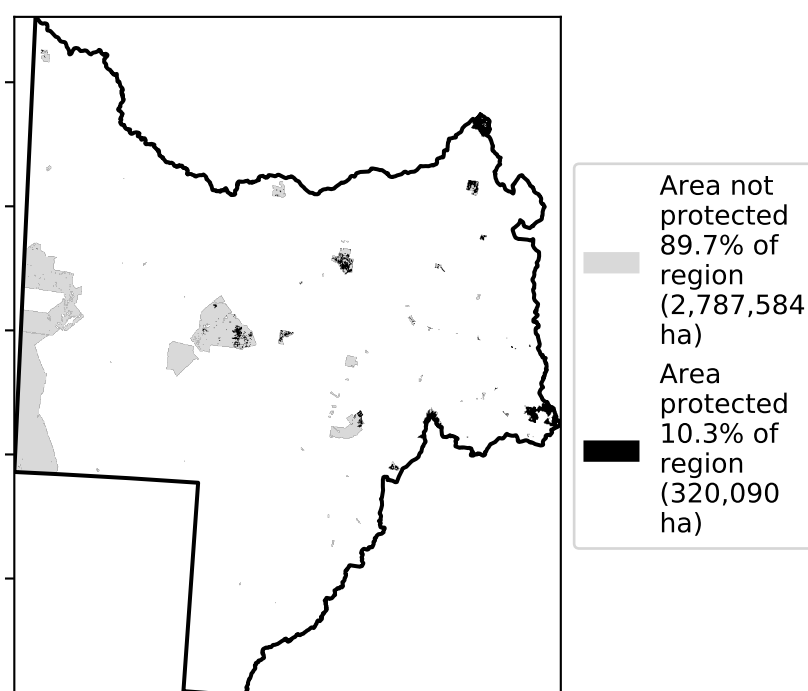 Area not
protected
89.7% of
region
(2,787,584
ha)
Area
protected
10.3% of
region
(320,090
ha)